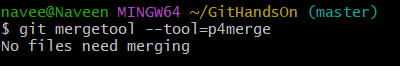 navee@Naveen MINGW64 ~/GitHandsOn (master)
$ git mergetool --tool=p4merge
No files need merging